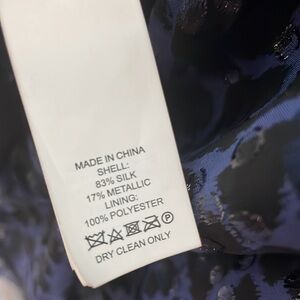 MADE IN CHINA
SHELL:
83% SILK
17% METALLIC
LINING:
100% POLYESTER
P
DRY CLEAN ONLY